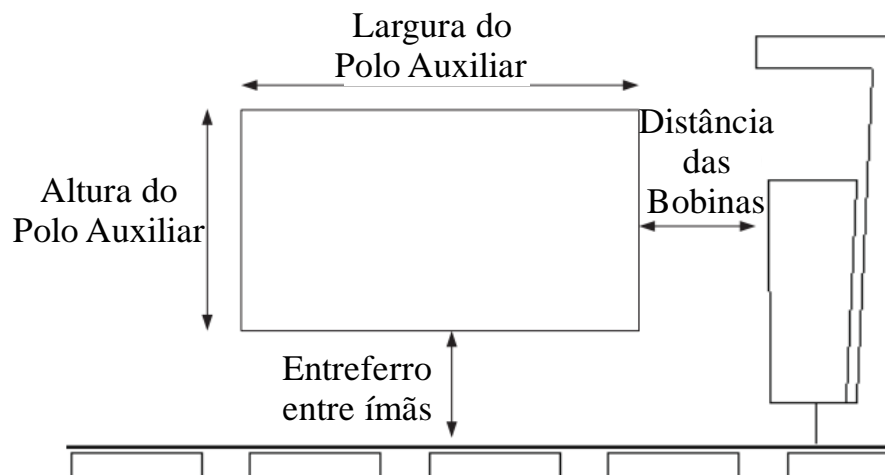 Largura do
Polo Auxiliar
Distância
das
Bobinas
Altura do
Polo Auxiliar
Entreferro
entre ímãs